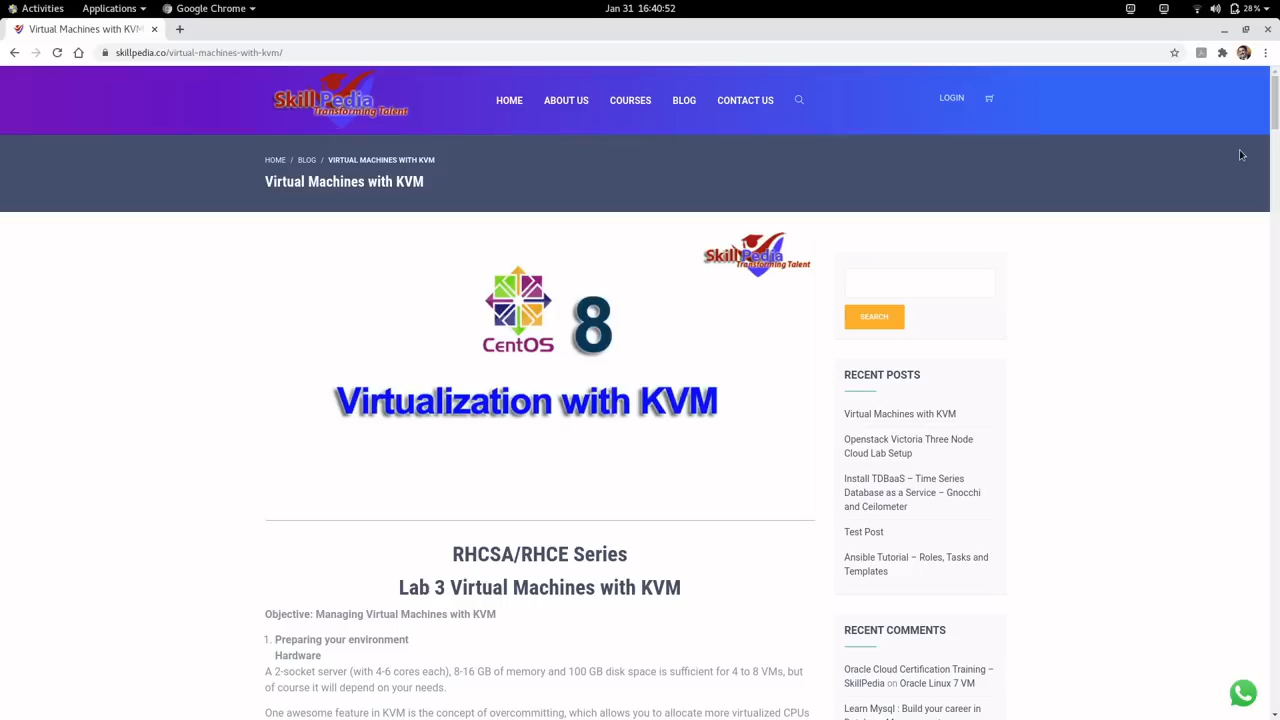 Activities Applications Google Chrome Jan 31 16:40:52 28%
Virtual Machines with KVM
skillpedia.co/virtual-machines-with-kvm/
SkillPedia
Transforming Talent
HOME ABOUT US COURSES BLOG CONTACT US LOGIN
HOME / BLOG / VIRTUAL MACHINES WITH KVM
Virtual Machines with KVM
SkillPedia
Transforming Talent
CentOS 8
Virtualization with KVM
RHCSA/RHCE Series
Lab 3 Virtual Machines with KVM
Objective: Managing Virtual Machines with KVM
1. Preparing your environment
Hardware
A 2-socket server (with 4-6 cores each), 8-16 GB of memory and 100 GB disk space is sufficient for 4 to 8 VMs, but
of course it will depend on your needs.
One awesome feature in KVM is the concept of overcommitting, which allows you to allocate more virtualized CPUs
SEARCH
RECENT POSTS
Virtual Machines with KVM
Openstack Victoria Three Node
Cloud Lab Setup
Install TDBaaS – Time Series
Database as a Service – Gnocchi
and Ceilometer
Test Post
Ansible Tutorial – Roles, Tasks and
Templates
RECENT COMMENTS
Oracle Cloud Certification Training –
SkillPedia on Oracle Linux 7 VM
Learn Mysql : Build your career in